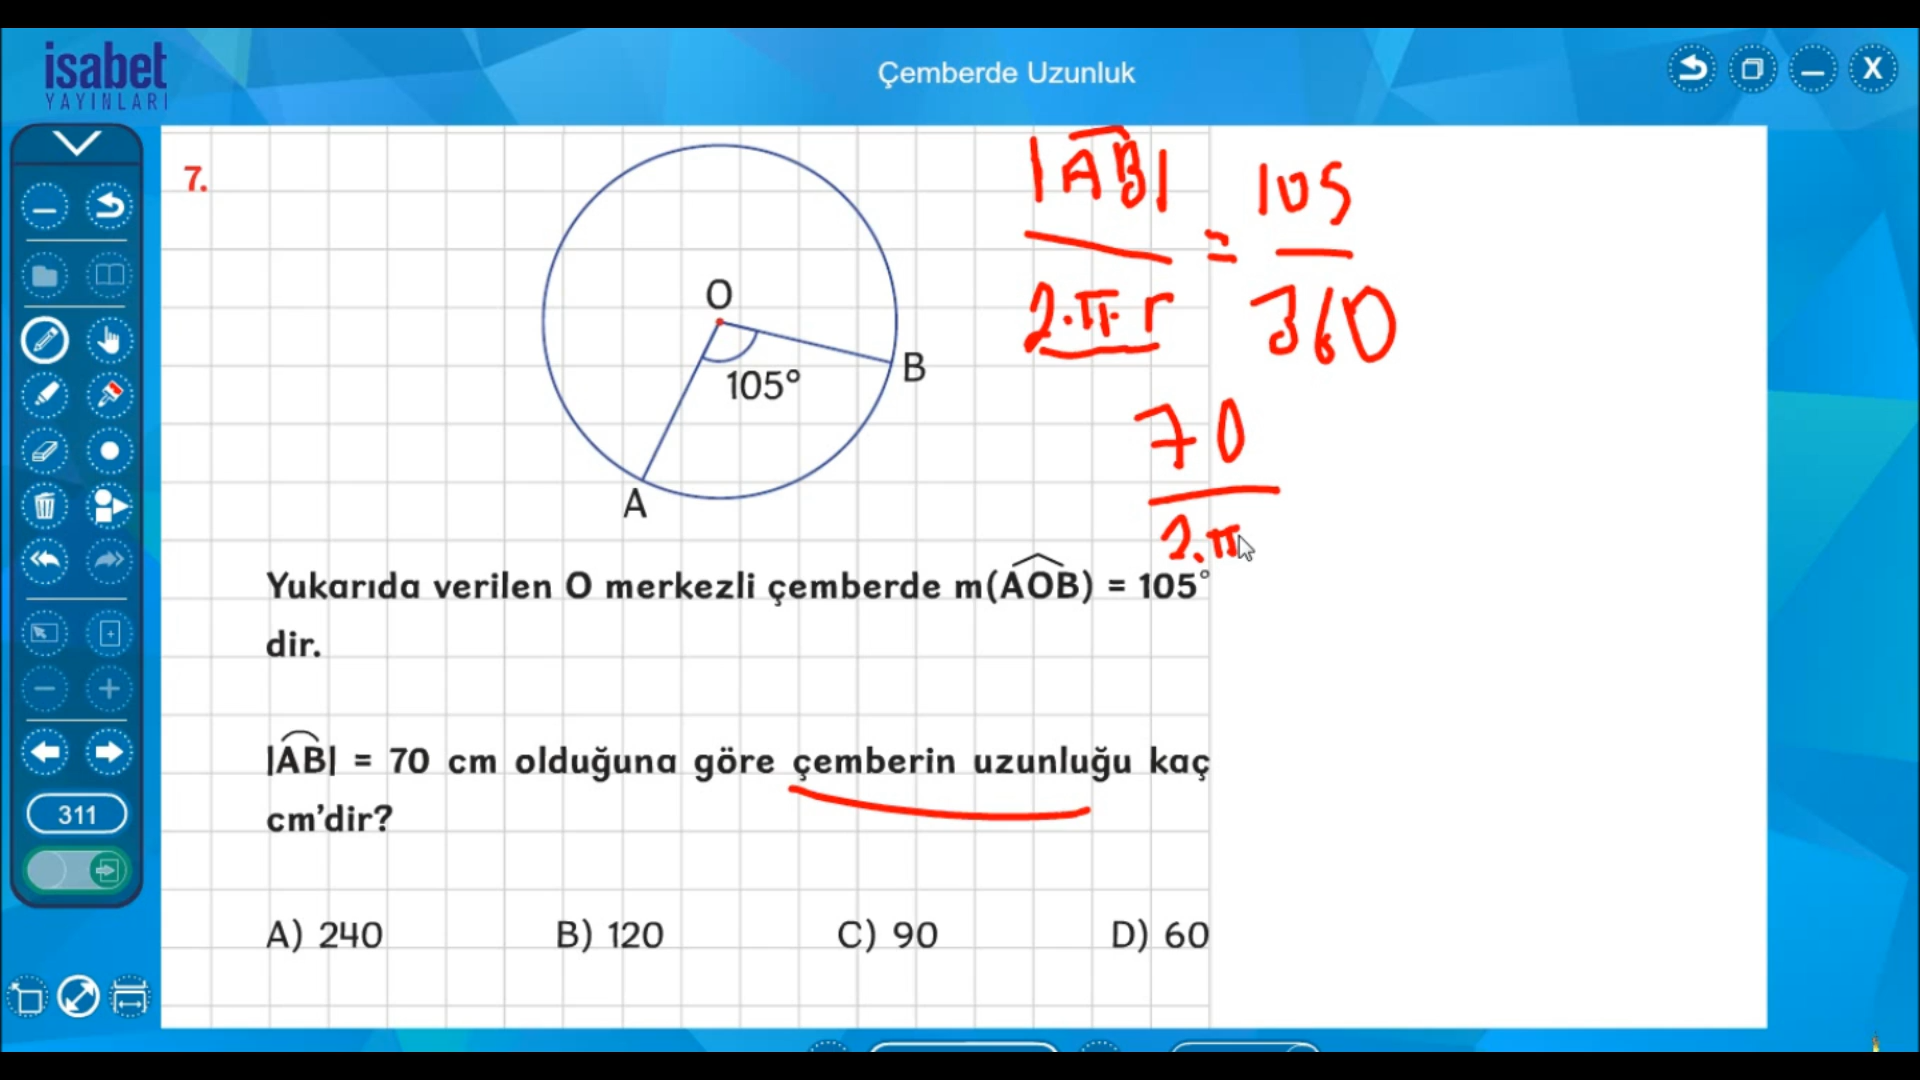 isabet
YAYINLARI
Çemberde Uzunluk
X
7.
O
105°
B
A
|AB| = 105
2.π.r 360
70
2.π
Yukarıda verilen O merkezli çemberde m(AOB) = 105°
dir.
|AB| = 70 cm olduğuna göre çemberin uzunluğu kaç
cm'dir?
A) 240 B) 120 C) 90 D) 60
311